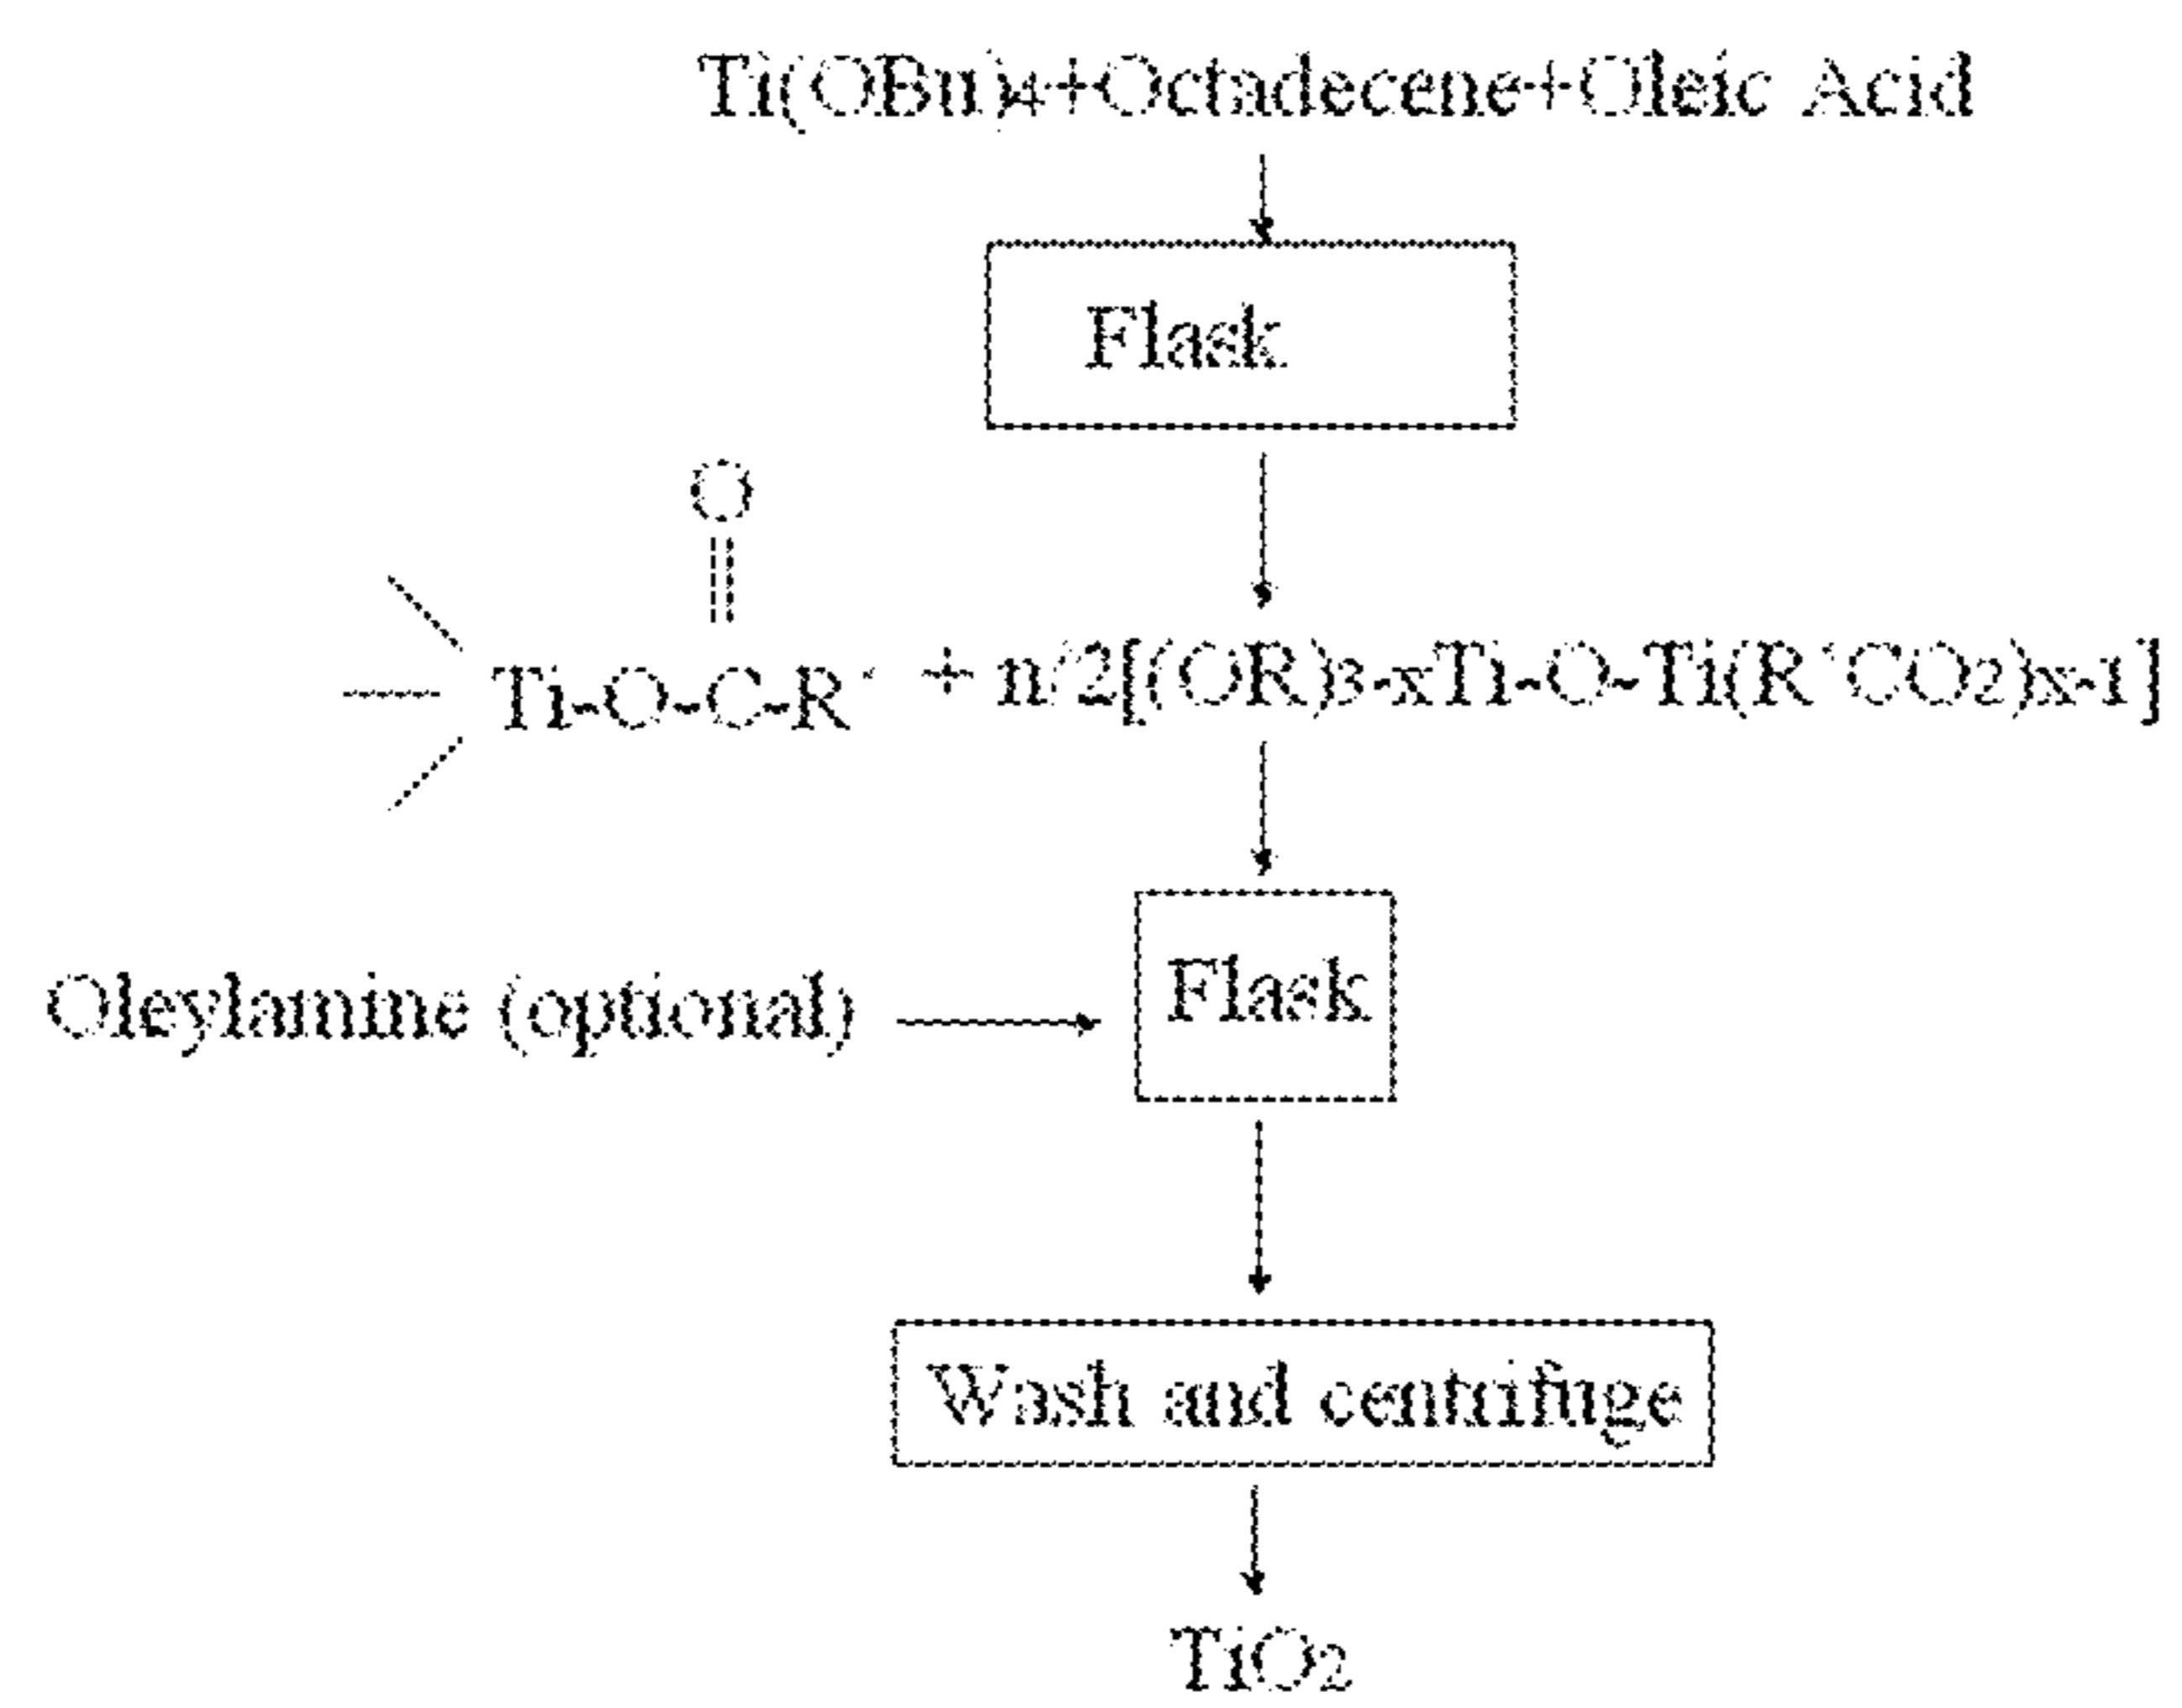 Ti(OBu)4+Octadecene+Oleic Acid
Flask
O
Ti-O-C-R' + n/2[(OR)3-xTi-O-Ti(R'CO2)x-1]
Oleylamine (optional)
Flask
Wash and centrifuge
TiO2